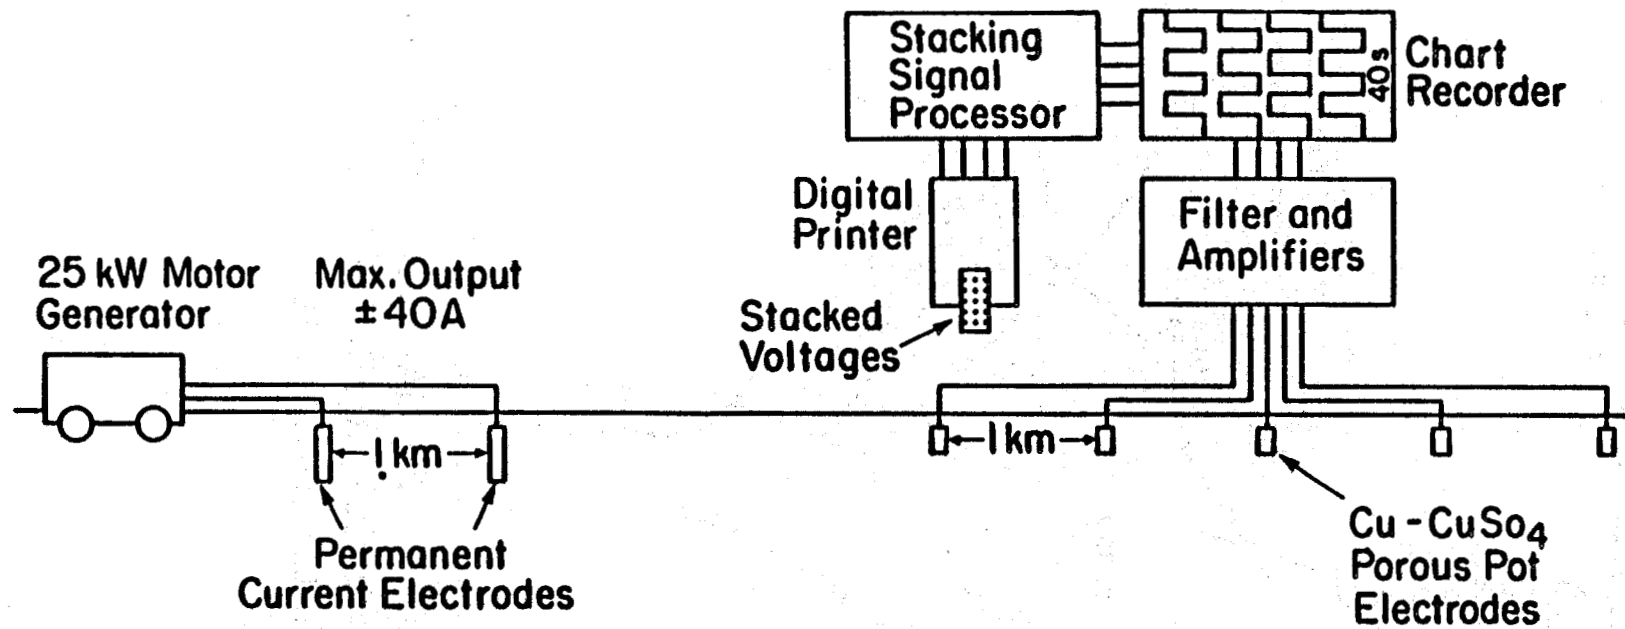 Stacking
Signal
Processor
40s
Chart
Recorder
Digital
Printer
Filter and
Amplifiers
25 kW Motor
Generator
Max. Output
±40A
Stacked
Voltages
1 km
1 km
Permanent
Current Electrodes
Cu - CuSo4
Porous Pot
Electrodes